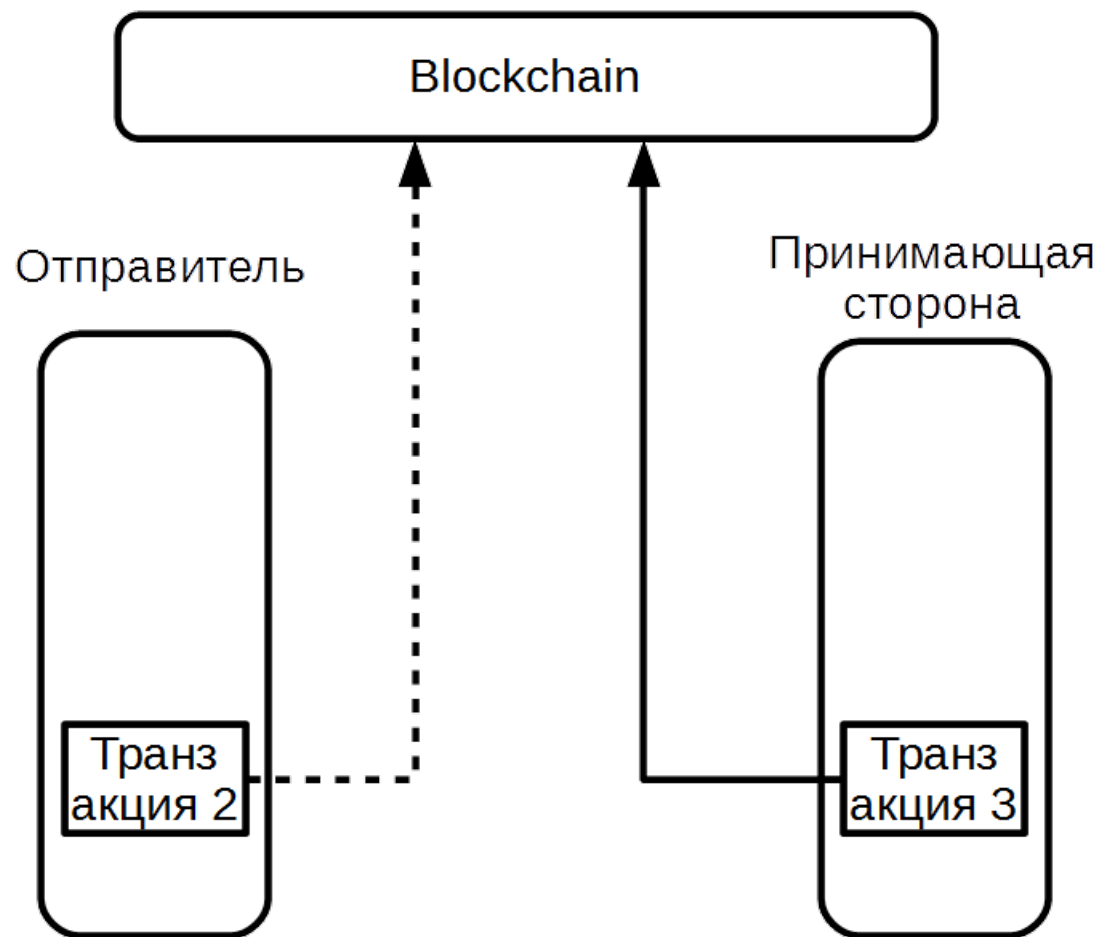 Blockchain
Отправитель
Принимающая
сторона
Транз
акция 2
Транз
акция 3